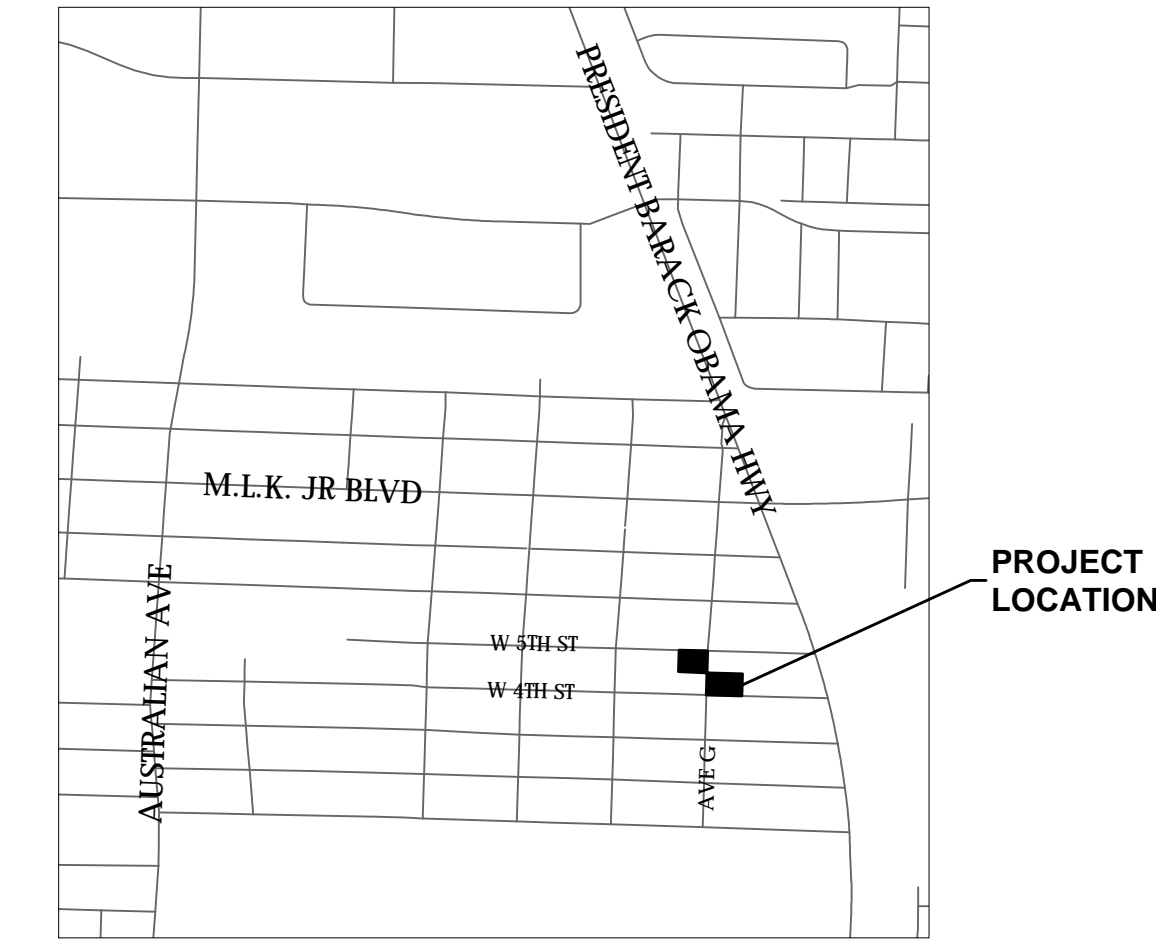 PRESIDENT BARACK OBAMA HWY
M.L.K. JR BLVD
PROJECT
LOCATION
AUSTRALIAN AVE
W 5TH ST
W 4TH ST
AVE G